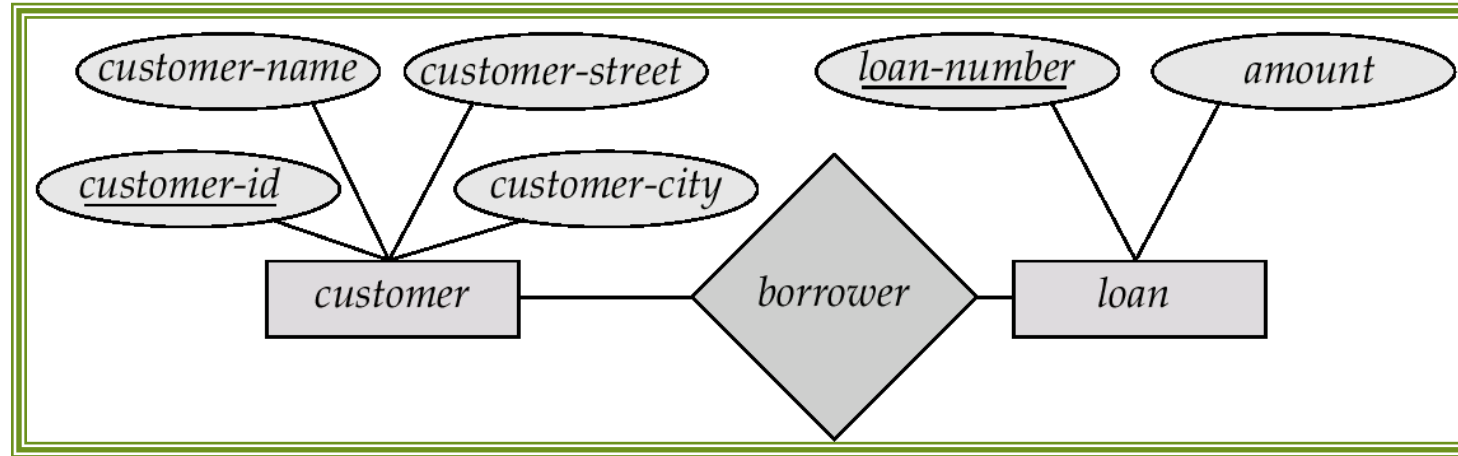 customer-name
customer-street
loan-number
amount
customer-id
customer-city
customer
borrower
loan